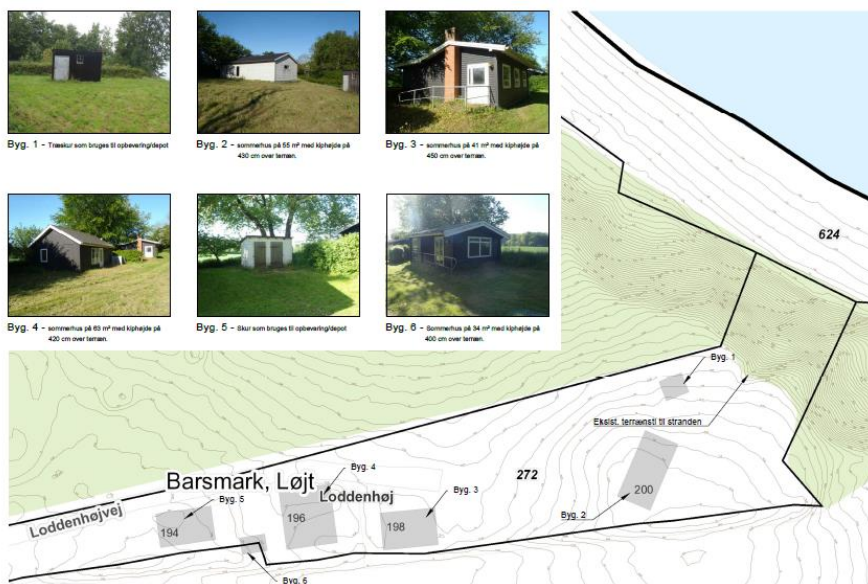 Byg. 1 - Træskur som bruges til opbevering/depot
Byg. 2 - sommerhus på 55 m² med kiphøjde på
430 cm over terræn.
Byg. 3 - sommerhus på 41 m² med kiphøjde på
450 cm over terræn.
Byg. 4 - sommerhus på 63 m² med kiphøjde på
420 cm over terræn.
Byg. 5 - Skur som bruges til opbevering/depot
Byg. 6 - Sommerhus på 34 m² med kiphøjde på
400 cm over terræn.
624
Byg. 1
Eksist. terrænsti til stranden
272
Barsmark, Løjt
Byg. 4
Loddenhøj
Byg. 5
Byg. 3
Loddenhøjvej
194
196
198
200
Byg. 2
Byg. 6